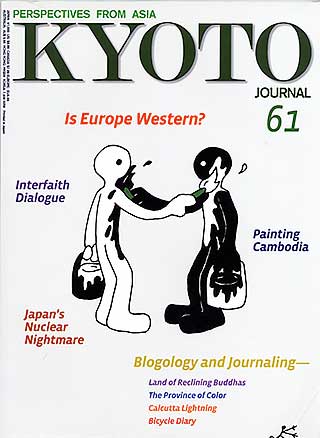 PERSPECTIVES FROM ASIA
KYOTO
JOURNAL
61
Is Europe Western?
Interfaith
Dialogue
Painting
Cambodia
Japan's
Nuclear
Nightmare
Blogology and Journaling—
Land of Reclining Buddhas
The Province of Color
Calcutta Lightning
Bicycle Diary